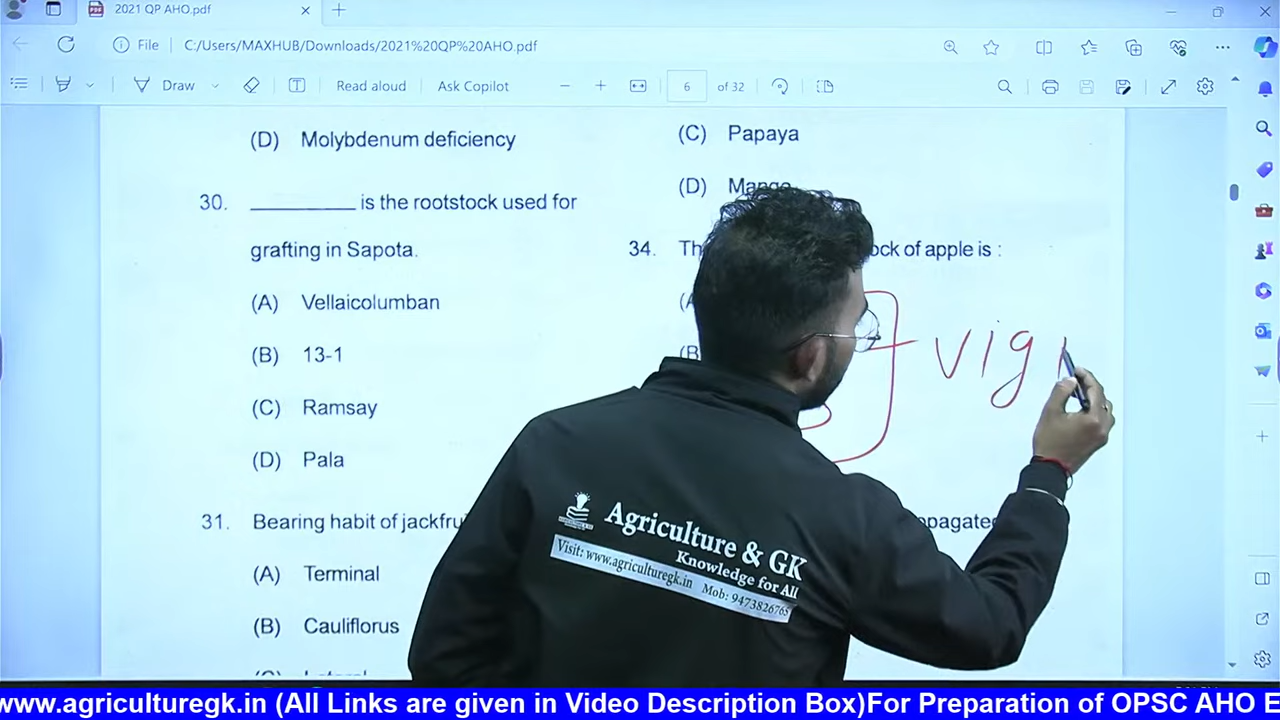 2021 QP AHO.pdf
File
C:/Users/MAXHUB/Downloads/2021%20QP%20AHO.pdf
Draw
Read aloud
Ask Copilot
6 of 32
(D) Molybdenum deficiency
30. __________ is the rootstock used for
grafting in Sapota.
(A) Vellaicolumban
(B) 13-1
(C) Ramsay
(D) Pala
31. Bearing habit of jackfru
(A) Terminal
(B) Cauliflorus
(C) Papaya
(D) Mango
34. Th ock of apple is :
vig
opagated
Agriculture & GK
Knowledge for All
Visit: www.agriculturegk.in Mob: 9473826765
www.agriculturegk.in (All Links are given in Video Description Box)For Preparation of OPSC AHO E